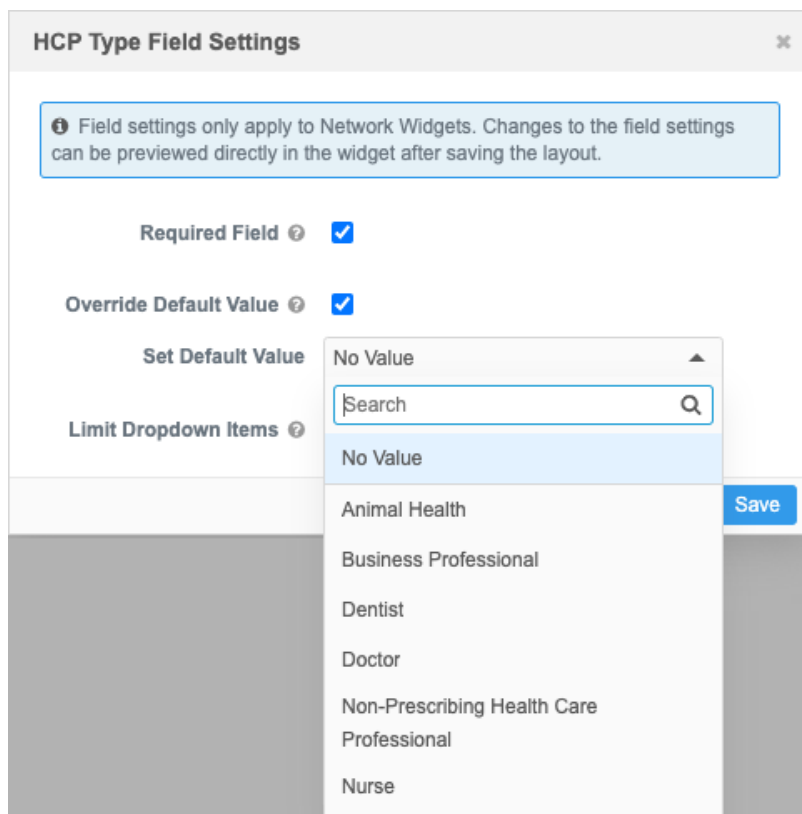 HCP Type Field Settings
Field settings only apply to Network Widgets. Changes to the field settings
can be previewed directly in the widget after saving the layout.
Required Field
Override Default Value
Set Default Value No Value
Search
Limit Dropdown Items
No Value
Animal Health
Save
Business Professional
Dentist
Doctor
Non-Prescribing Health Care
Professional
Nurse